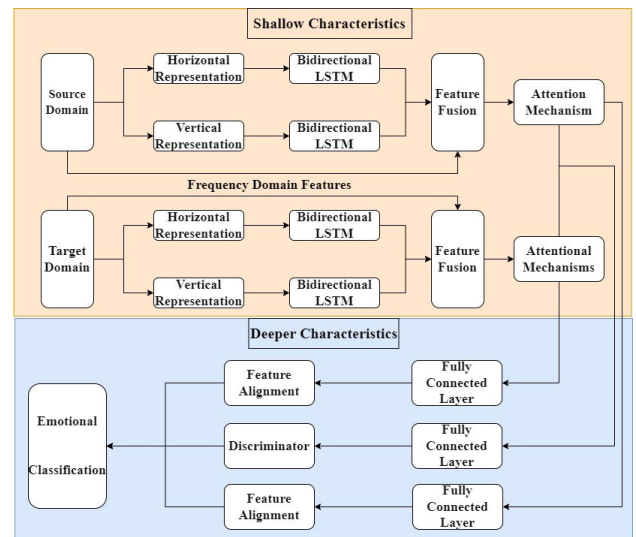 Shallow Characteristics
Source
Domain
Horizontal
Representation
Bidirectional
LSTM
Vertical
Representation
Bidirectional
LSTM
Feature
Fusion
Attention
Mechanism
Frequency Domain Features
Target
Domain
Horizontal
Representation
Bidirectional
LSTM
Vertical
Representation
Bidirectional
LSTM
Feature
Fusion
Attentional
Mechanisms
Deeper Characteristics
Emotional
Classification
Feature
Alignment
Fully
Connected
Layer
Discriminator
Fully
Connected
Layer
Feature
Alignment
Fully
Connected
Layer